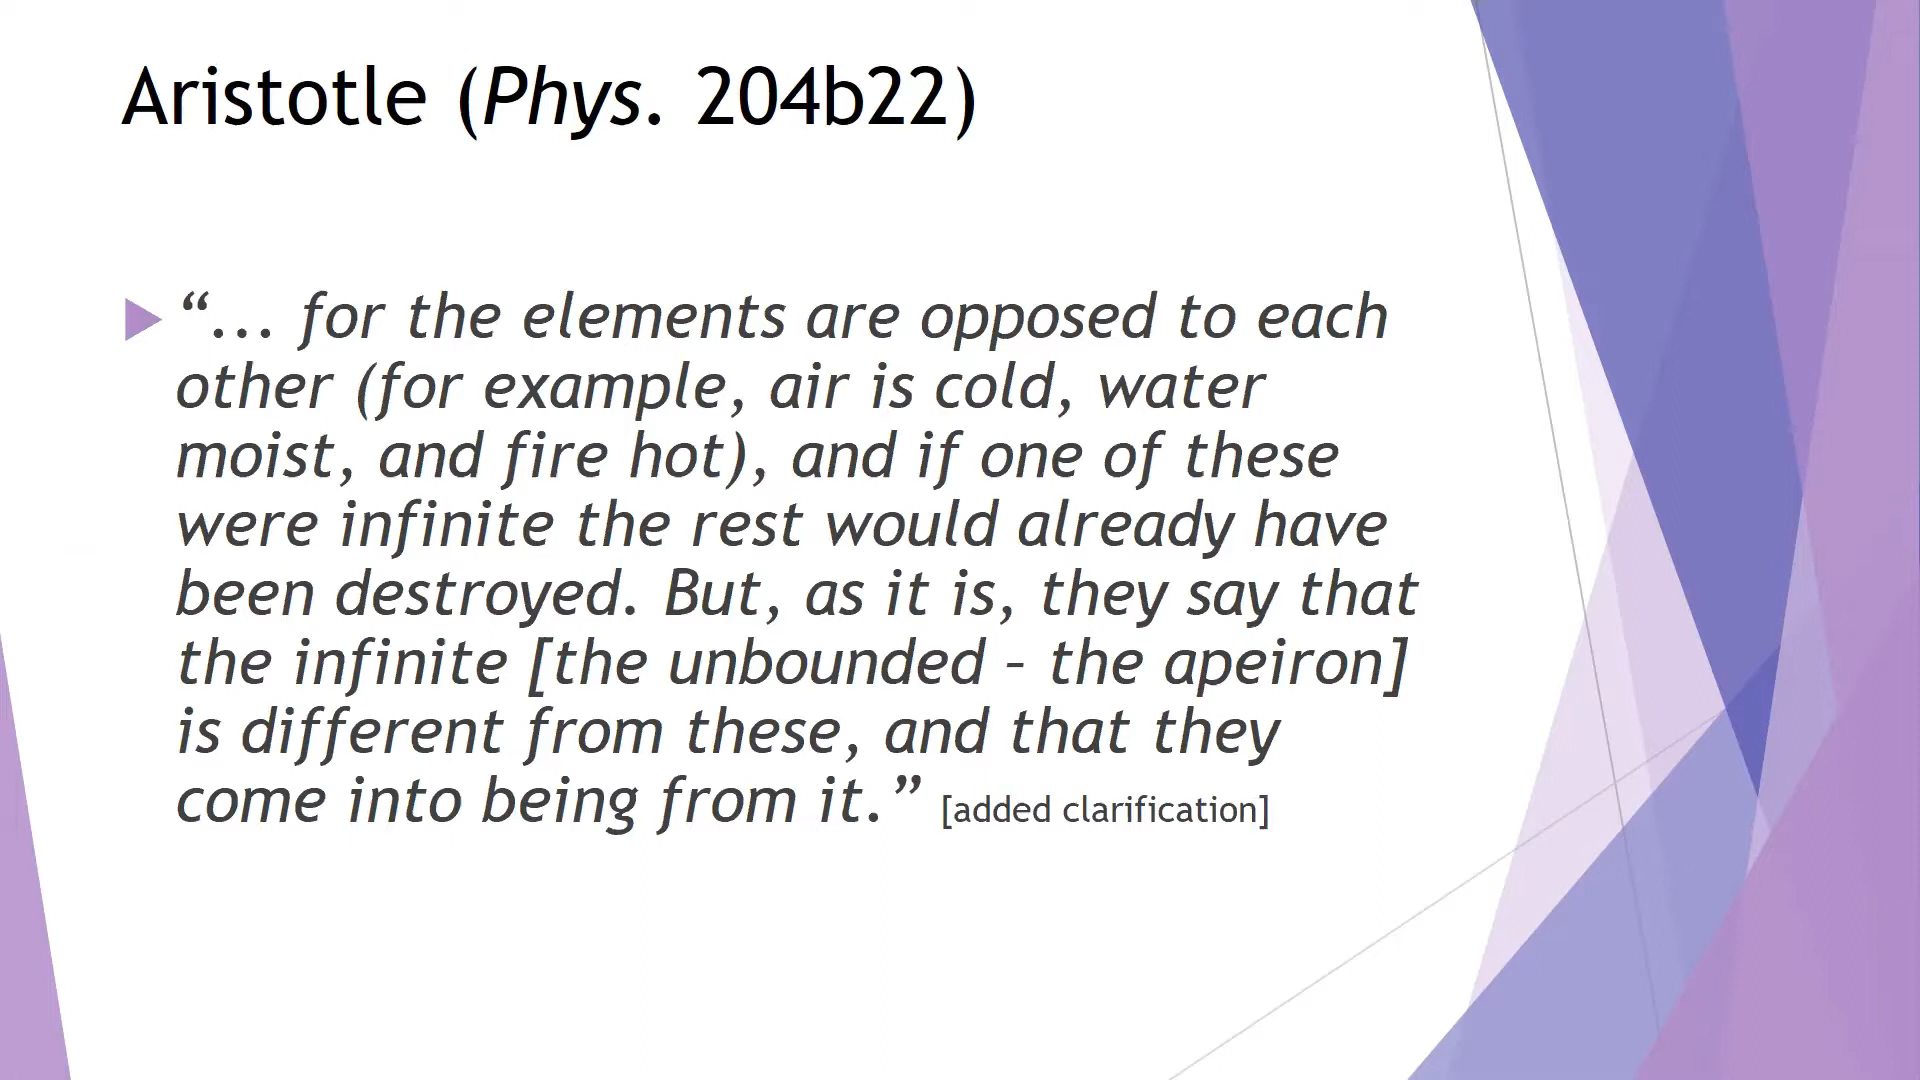 Aristotle (Phys. 204b22)
“... for the elements are opposed to each
other (for example, air is cold, water
moist, and fire hot), and if one of these
were infinite the rest would already have
been destroyed. But, as it is, they say that
the infinite [the unbounded – the apeiron]
is different from these, and that they
come into being from it.” [added clarification]